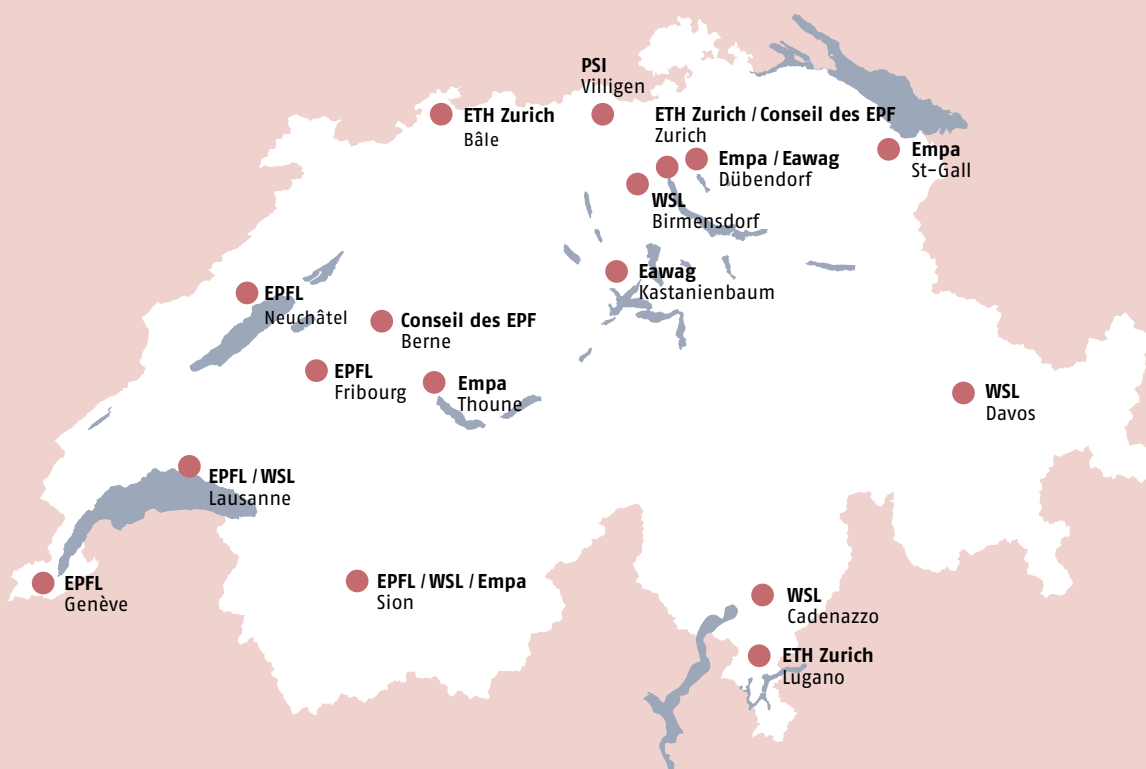 PSI
Villigen
ETH Zurich
Bâle
ETH Zurich / Conseil des EPF
Zurich
Empa / Eawag
Dübendorf
Empa
St-Gall
WSL
Birmensdorf
Eawag
Kastanienbaum
EPFL
Neuchâtel
Conseil des EPF
Berne
EPFL
Fribourg
Empa
Thoune
WSL
Davos
EPFL / WSL
Lausanne
EPFL
Genève
EPFL / WSL / Empa
Sion
WSL
Cadenazzo
ETH Zurich
Lugano